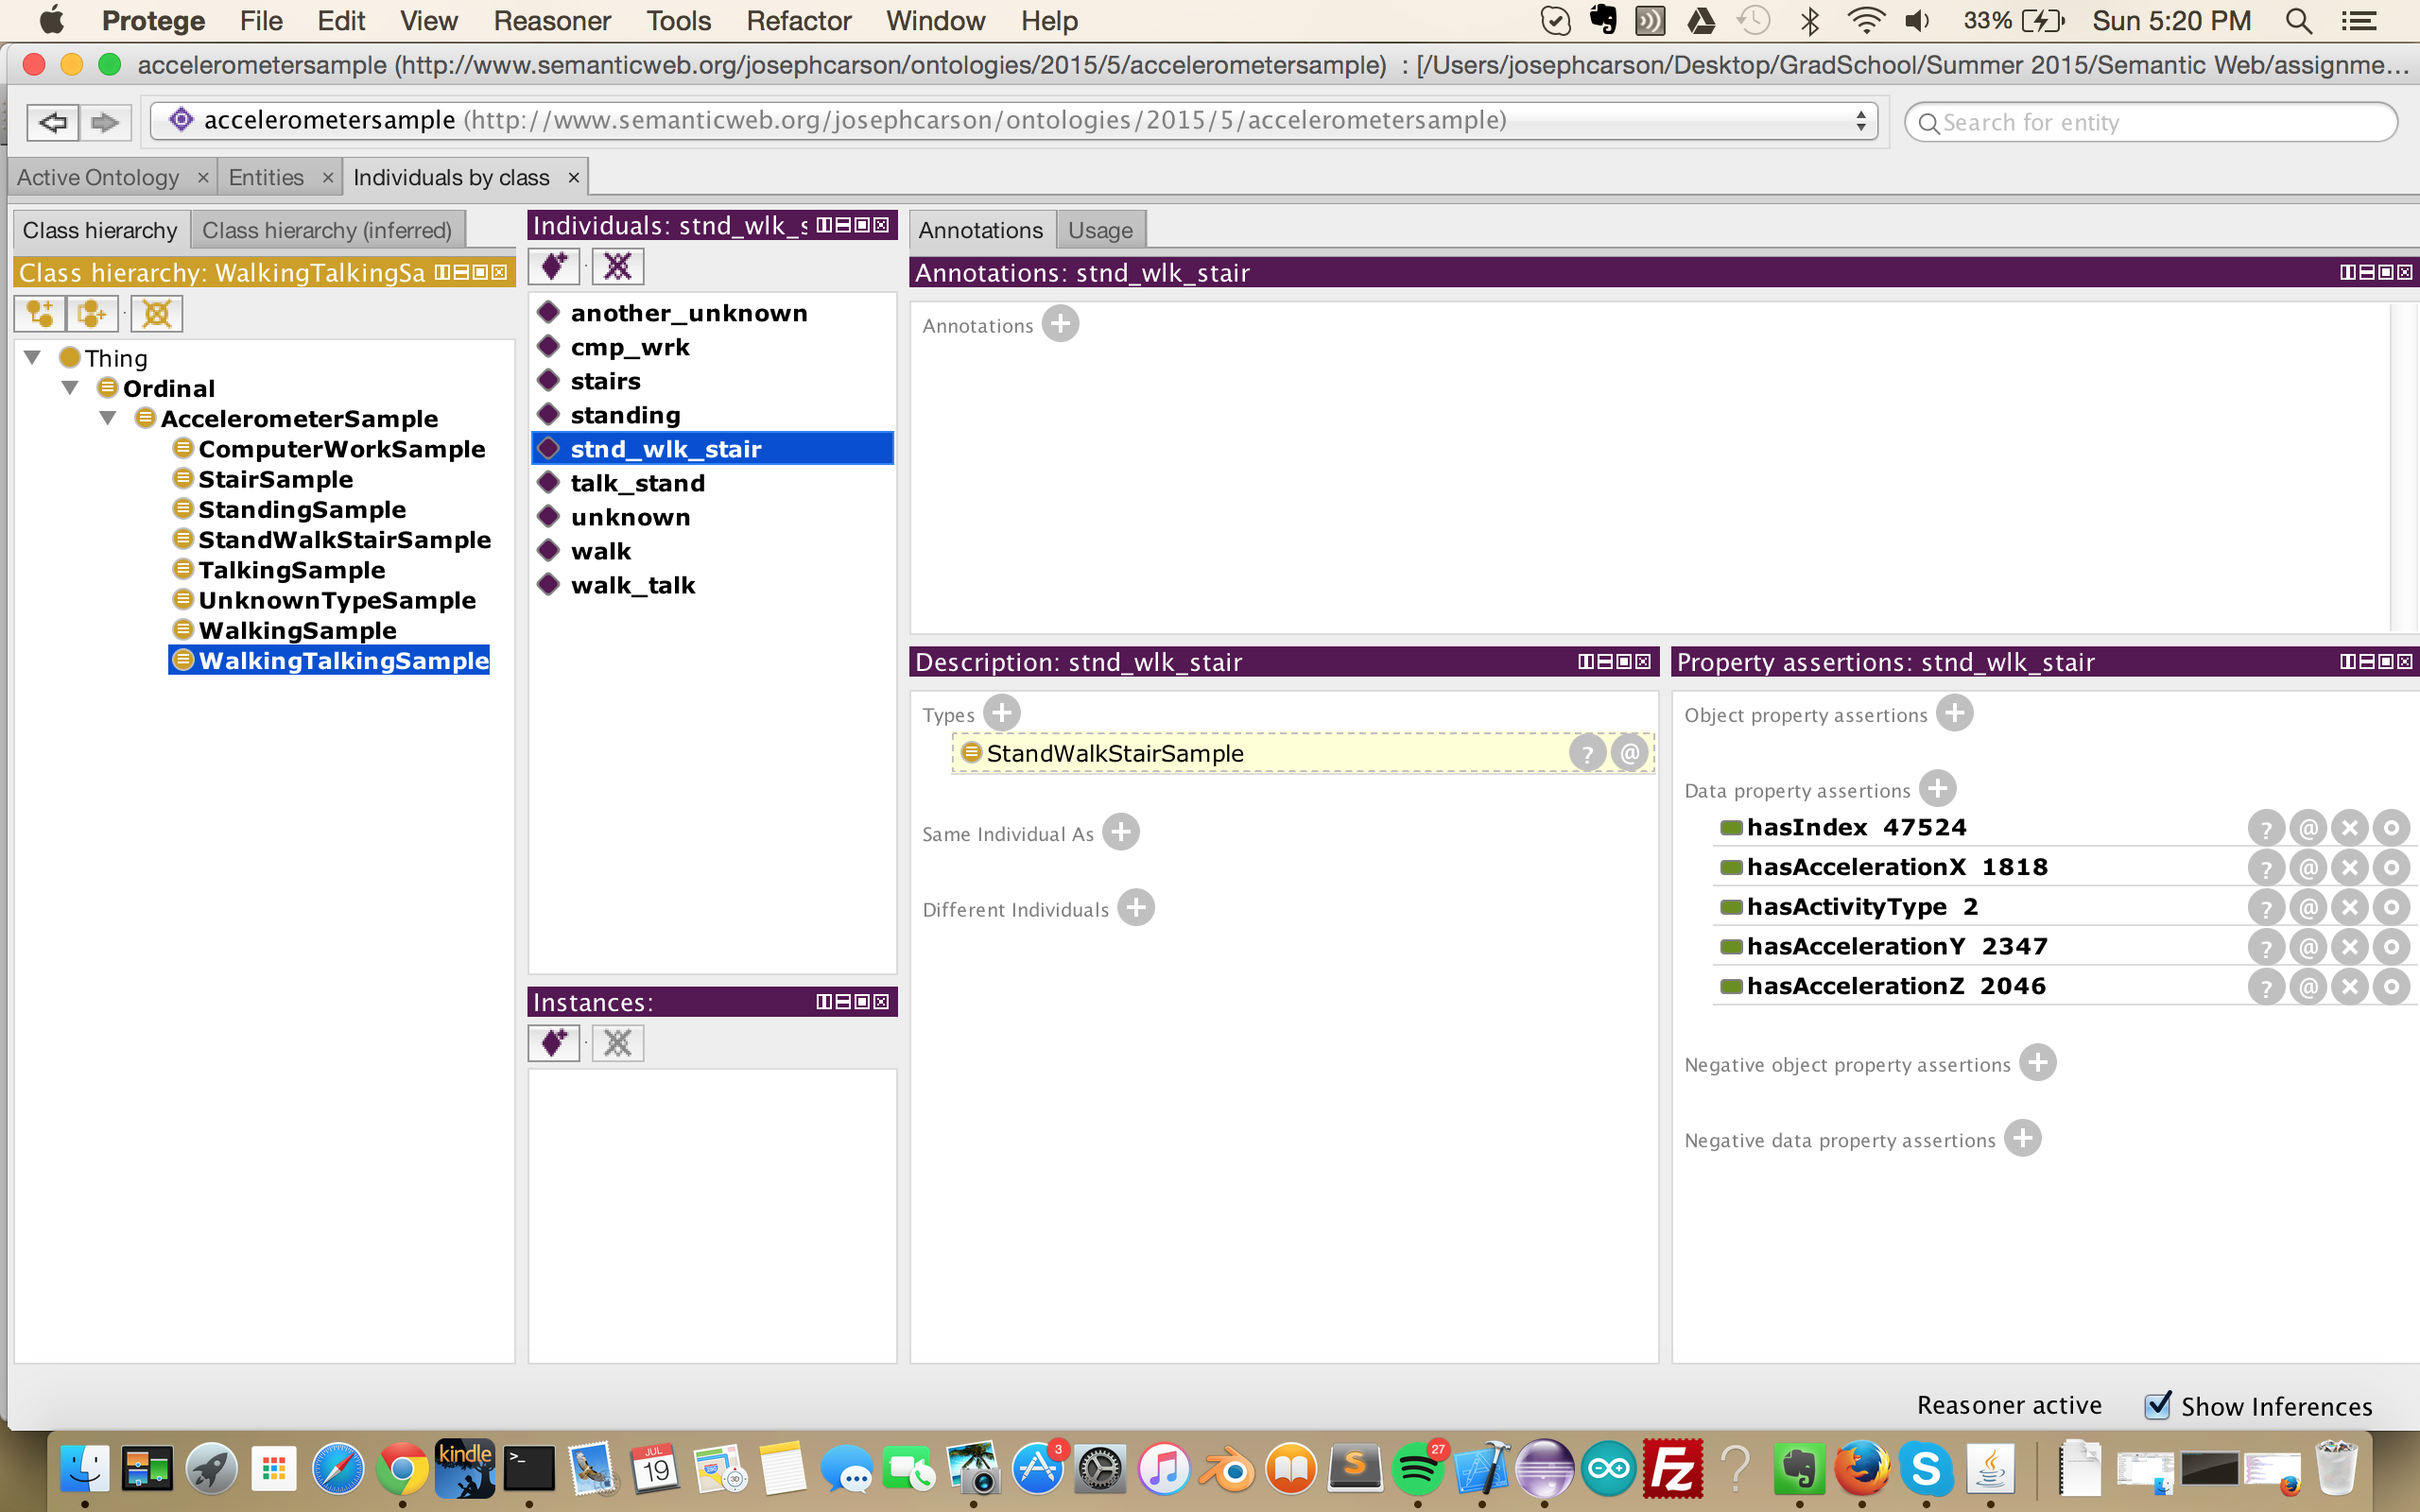 Protege File Edit View Reasoner Tools Refactor Window Help 33% Sun 5:20 PM
accelerometersample (http://www.semanticweb.org/josephcarson/ontologies/2015/5/accelerometersample) : [/Users/josephcarson/Desktop/GradSchool/Summer 2015/Semantic Web/assignme...
accelerometersample (http://www.semanticweb.org/josephcarson/ontologies/2015/5/accelerometersample)
Search for entity
Active Ontology × Entities × Individuals by class ×
Class hierarchy Class hierarchy (inferred)
Class hierarchy: WalkingTalkingSa
Thing
Ordinal
AccelerometerSample
ComputerWorkSample
StairSample
StandingSample
StandWalkStairSample
TalkingSample
UnknownTypeSample
WalkingSample
WalkingTalkingSample
Individuals: stnd_wlk_s
another_unknown
cmp_wrk
stairs
standing
stnd_wlk_stair
talk_stand
unknown
walk
walk_talk
Instances:
Annotations Usage
Annotations: stnd_wlk_stair
Annotations
Description: stnd_wlk_stair
Types
StandWalkStairSample
Same Individual As
Different Individuals
Property assertions: stnd_wlk_stair
Object property assertions
Data property assertions
hasIndex 47524
hasAccelerationX 1818
hasActivityType 2
hasAccelerationY 2347
hasAccelerationZ 2046
Negative object property assertions
Negative data property assertions
Reasoner active Show Inferences
kindle
>_
JUL
19
3D
3
S
27
Fz
?
S